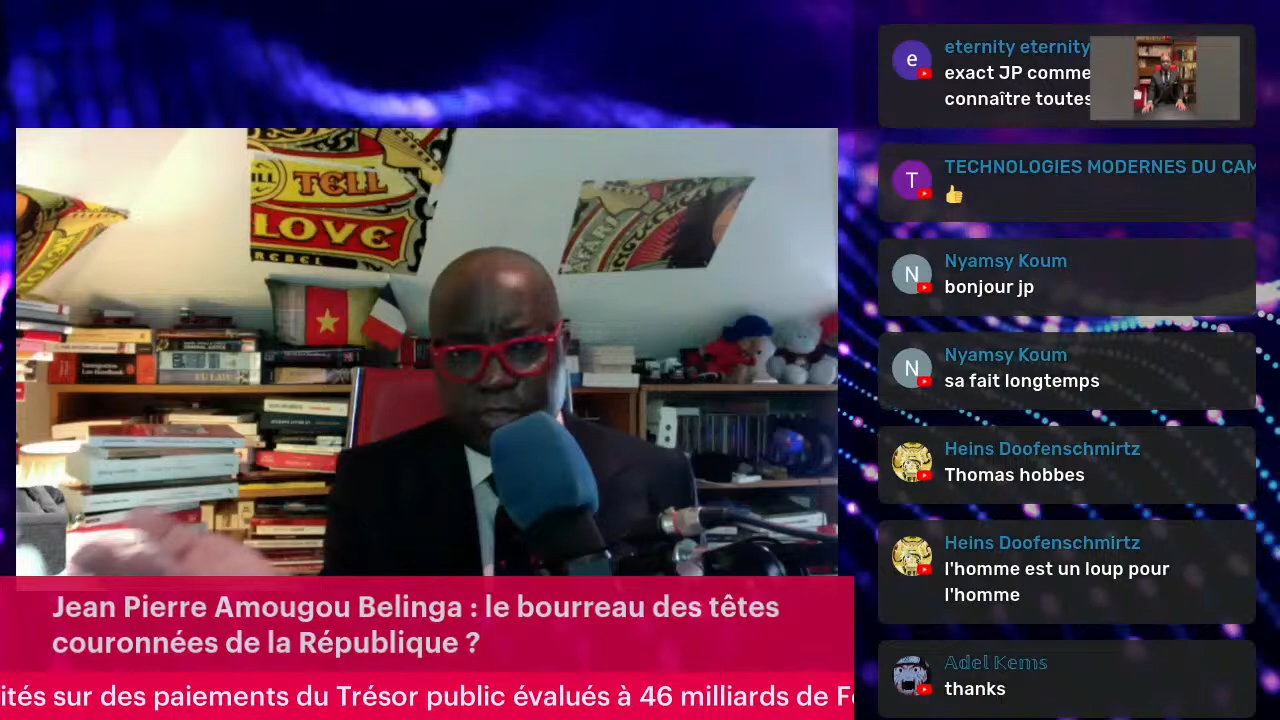 eternity eternity
exact JP comme
connaître toutes
TECHNOLOGIES MODERNES DU CAM
👍
Nyamsy Koum
bonjour jp
Nyamsy Koum
sa fait longtemps
Heins Doofenschmirtz
Thomas hobbes
Heins Doofenschmirtz
l'homme est un loup pour
l'homme
Adel Kems
thanks
TELL
LOVE
REBEL
Jean Pierre Amougou Belinga : le bourreau des têtes
couronnées de la République ?
ités sur des paiements du Trésor public évalués à 46 milliards de F